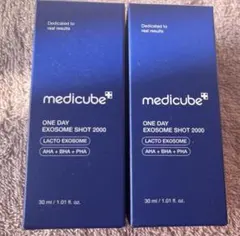 Dedicated to
real results
medicube
ONE DAY
EXOSOME SHOT 2000
LACTO EXOSOME
AHA + BHA + PHA
30 ml / 1.01 fl. oz.
Dedicated to
real results
medicube
ONE DAY
EXOSOME SHOT 2000
LACTO EXOSOME
AHA + BHA + PHA
30 ml / 1.01 fl. oz.